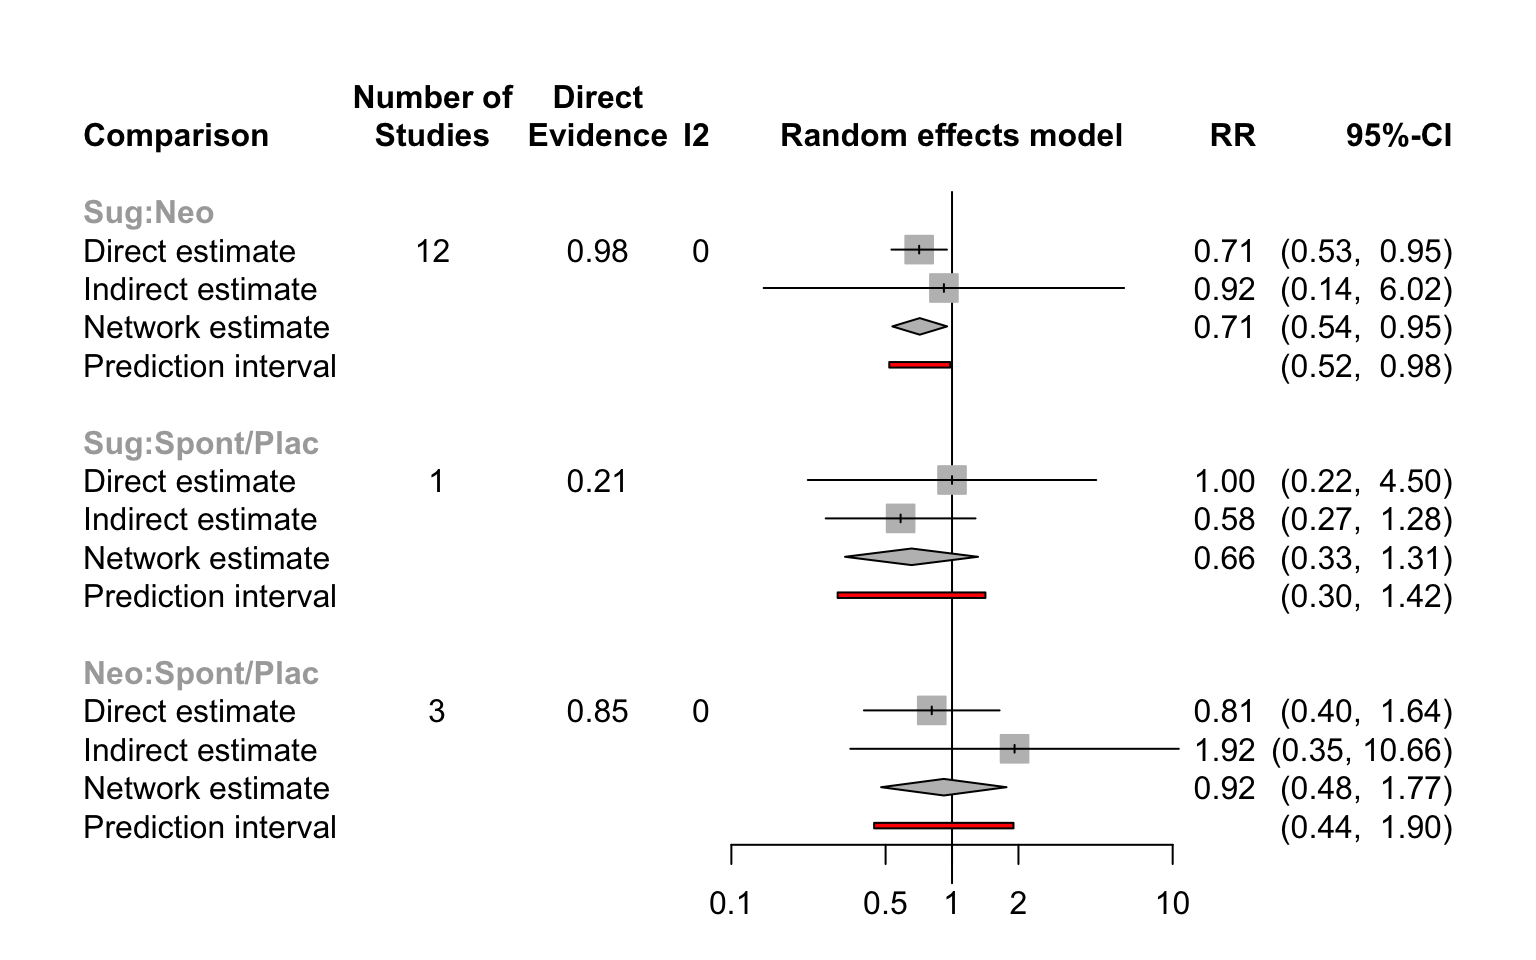 Number of Direct
Comparison Studies Evidence I2 Random effects model RR 95%-CI
Sug:Neo
Direct estimate 12 0.98 0 0.71 (0.53, 0.95)
Indirect estimate 0.92 (0.14, 6.02)
Network estimate 0.71 (0.54, 0.95)
Prediction interval (0.52, 0.98)
Sug:Spont/Plac
Direct estimate 1 0.21 1.00 (0.22, 4.50)
Indirect estimate 0.58 (0.27, 1.28)
Network estimate 0.66 (0.33, 1.31)
Prediction interval (0.30, 1.42)
Neo:Spont/Plac
Direct estimate 3 0.85 0 0.81 (0.40, 1.64)
Indirect estimate 1.92 (0.35, 10.66)
Network estimate 0.92 (0.48, 1.77)
Prediction interval (0.44, 1.90)
0.1 0.5 1 2 10